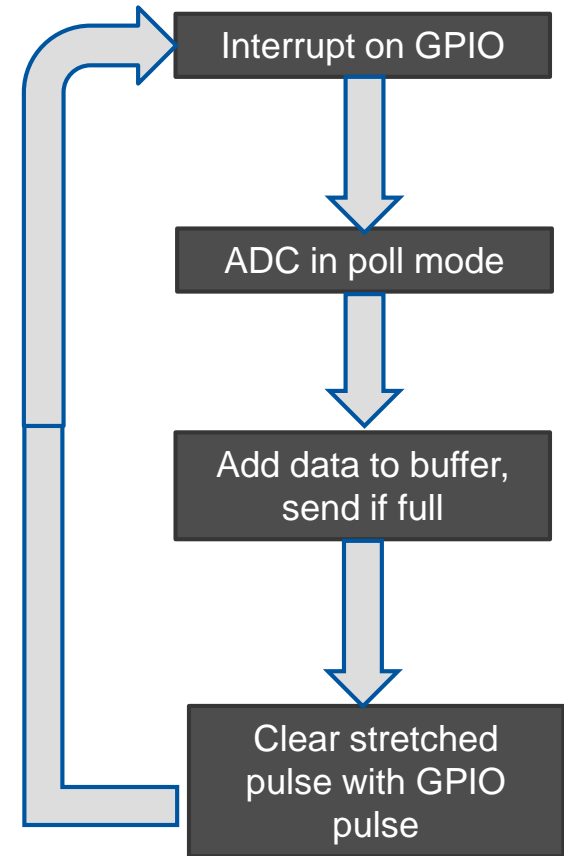 Interrupt on GPIO
ADC in poll mode
Add data to buffer,
send if full
Clear stretched
pulse with GPIO
pulse